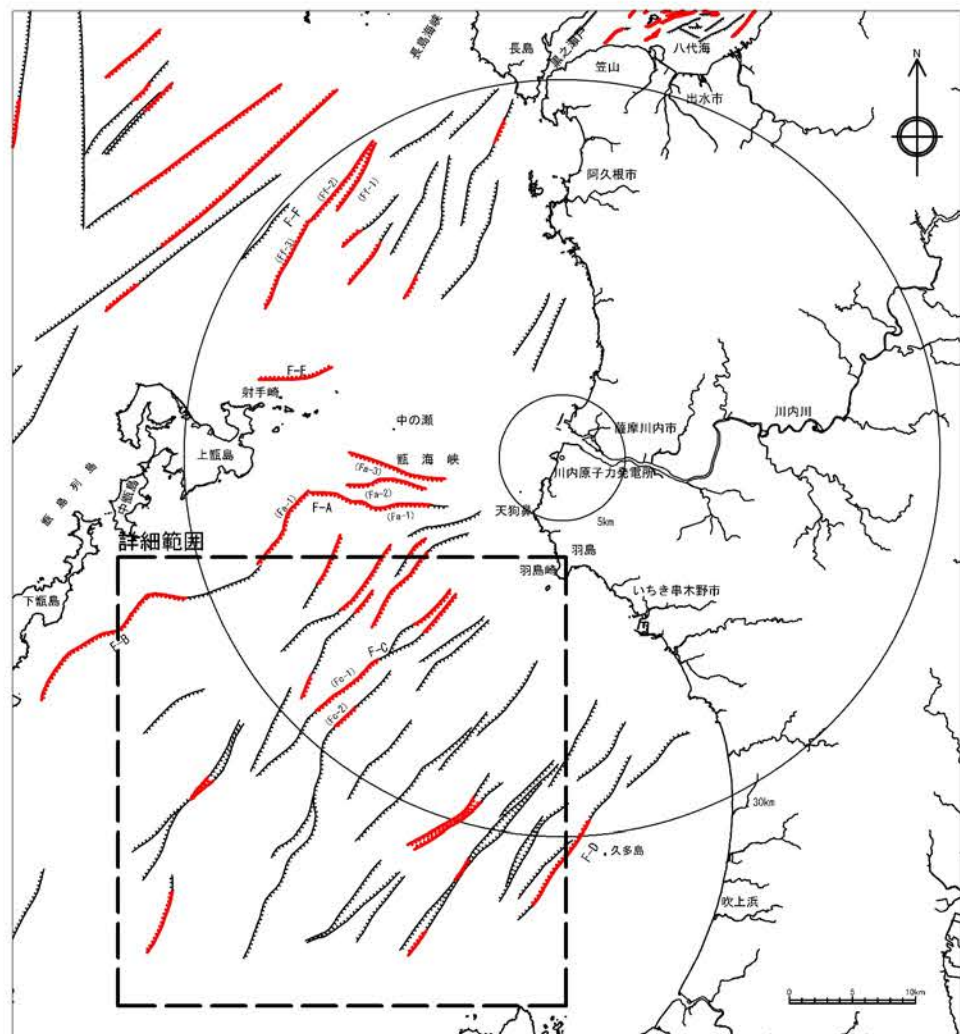 長島海峡
長島
黒之瀬戸
笠山
八代海
出水市
N
阿久根市
(Ff-2)
(Ff-1)
F-F
(Ff-3)
F-E
射手崎
中の瀬
甑海峡
上甑島
中甑島
甑島列島
下甑島
薩摩川内市
川内川
川内原子力発電所
天狗鼻
5km
(Fa-3)
(Fa-2)
(Fa-1)
F-A
(Fa-1)
詳細範囲
羽島
羽島崎
いちき串木野市
F-B
F-C
(Fc-1)
(Fc-2)
30km
F-D
久多島
吹上浜
0 5 10km